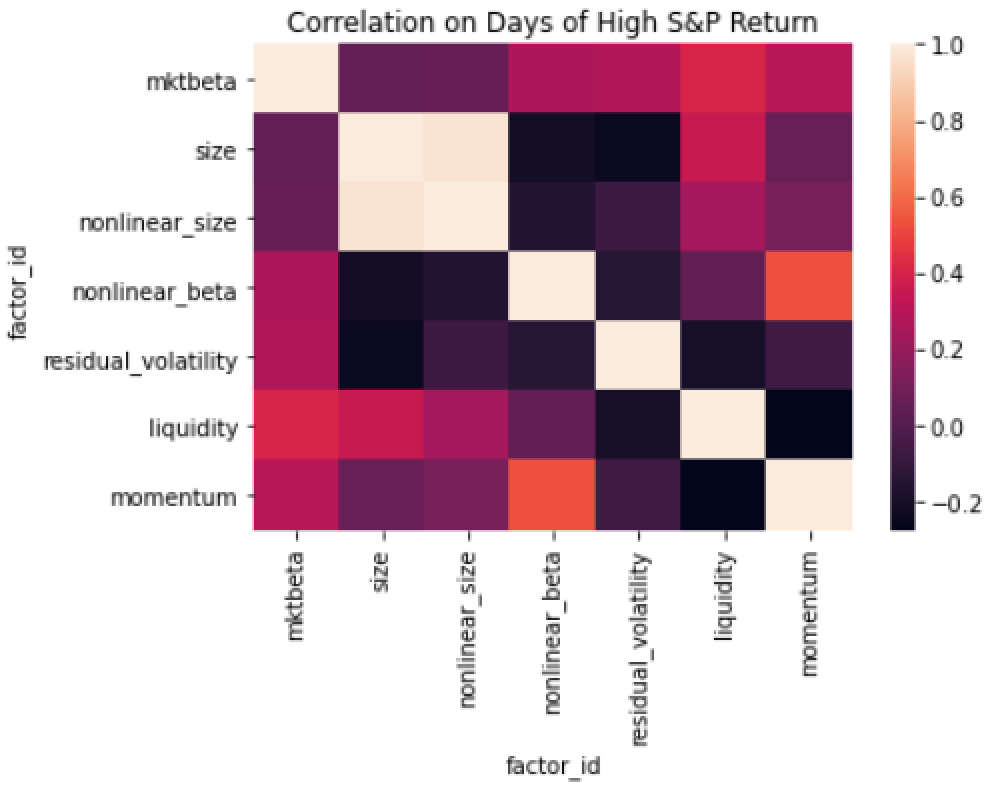 Correlation on Days of High S&P Return
factor_id
mktbeta
size
nonlinear_size
nonlinear_beta
residual_volatility
liquidity
momentum
mktbeta
size
nonlinear_size
nonlinear_beta
residual_volatility
liquidity
momentum
factor_id
1.0
0.8
0.6
0.4
0.2
0.0
−0.2